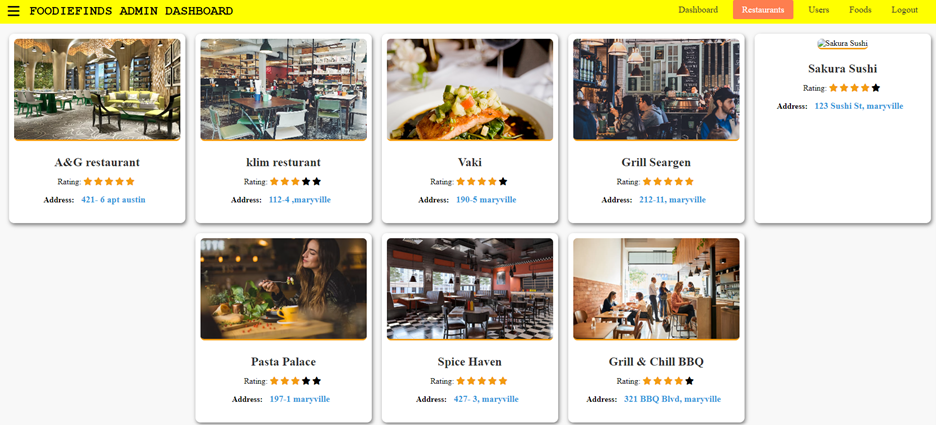 FOODIEFINDS ADMIN DASHBOARD Dashboard Restaurants Users Foods Logout
Sakura Sushi
A&G restaurant
Rating:
Address: 421- 6 apt austin
klim resturant
Rating:
Address: 112-4 ,maryville
Vaki
Rating:
Address: 190-5 maryville
Grill Seargen
Rating:
Address: 212-11, maryville
Sakura Sushi
Rating:
Address: 123 Sushi St, maryville
Pasta Palace
Rating:
Address: 197-1 maryville
Spice Haven
Rating:
Address: 427- 3, maryville
Grill & Chill BBQ
Rating:
Address: 321 BBQ Blvd, maryville